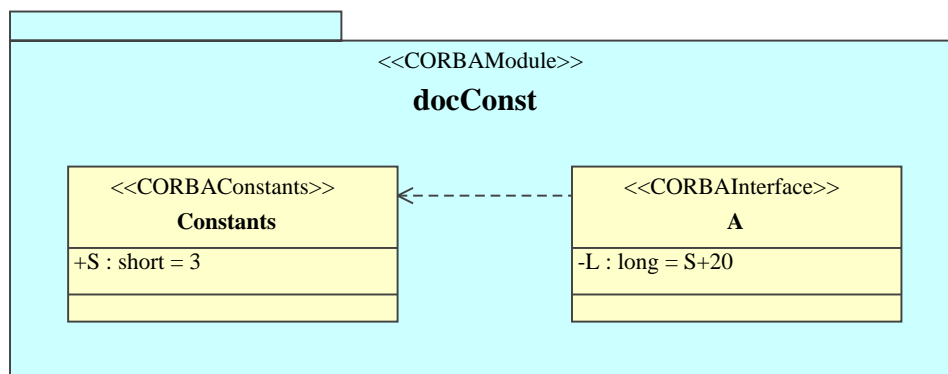 <<CORBAModule>>
docConst
<<CORBAConstants>>
Constants
+S : short = 3
<<CORBAInterface>>
A
-L : long = S+20